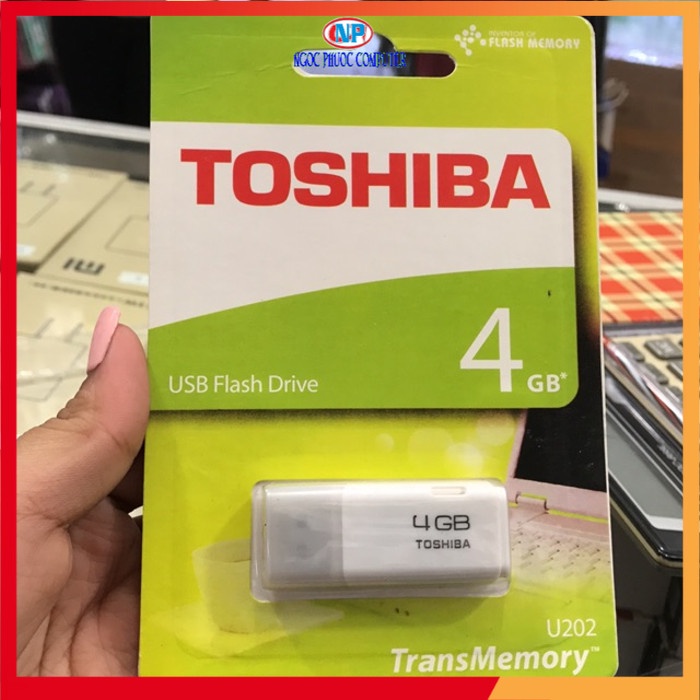 NP
NGOC PHUOC COMPUTER
INVENTOR OF
FLASH MEMORY
TOSHIBA
4 GB*
USB Flash Drive
4GB
TOSHIBA
U202
TransMemory™